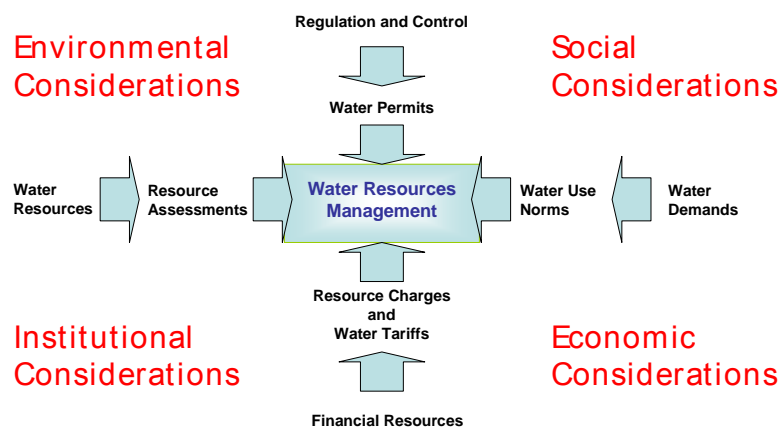 Regulation and Control
Environmental
Considerations
Social
Considerations
Water Permits
Water
Resources
Resource
Assessments
Water Resources
Management
Water Use
Norms
Water
Demands
Resource Charges
and
Water Tariffs
Institutional
Considerations
Economic
Considerations
Financial Resources